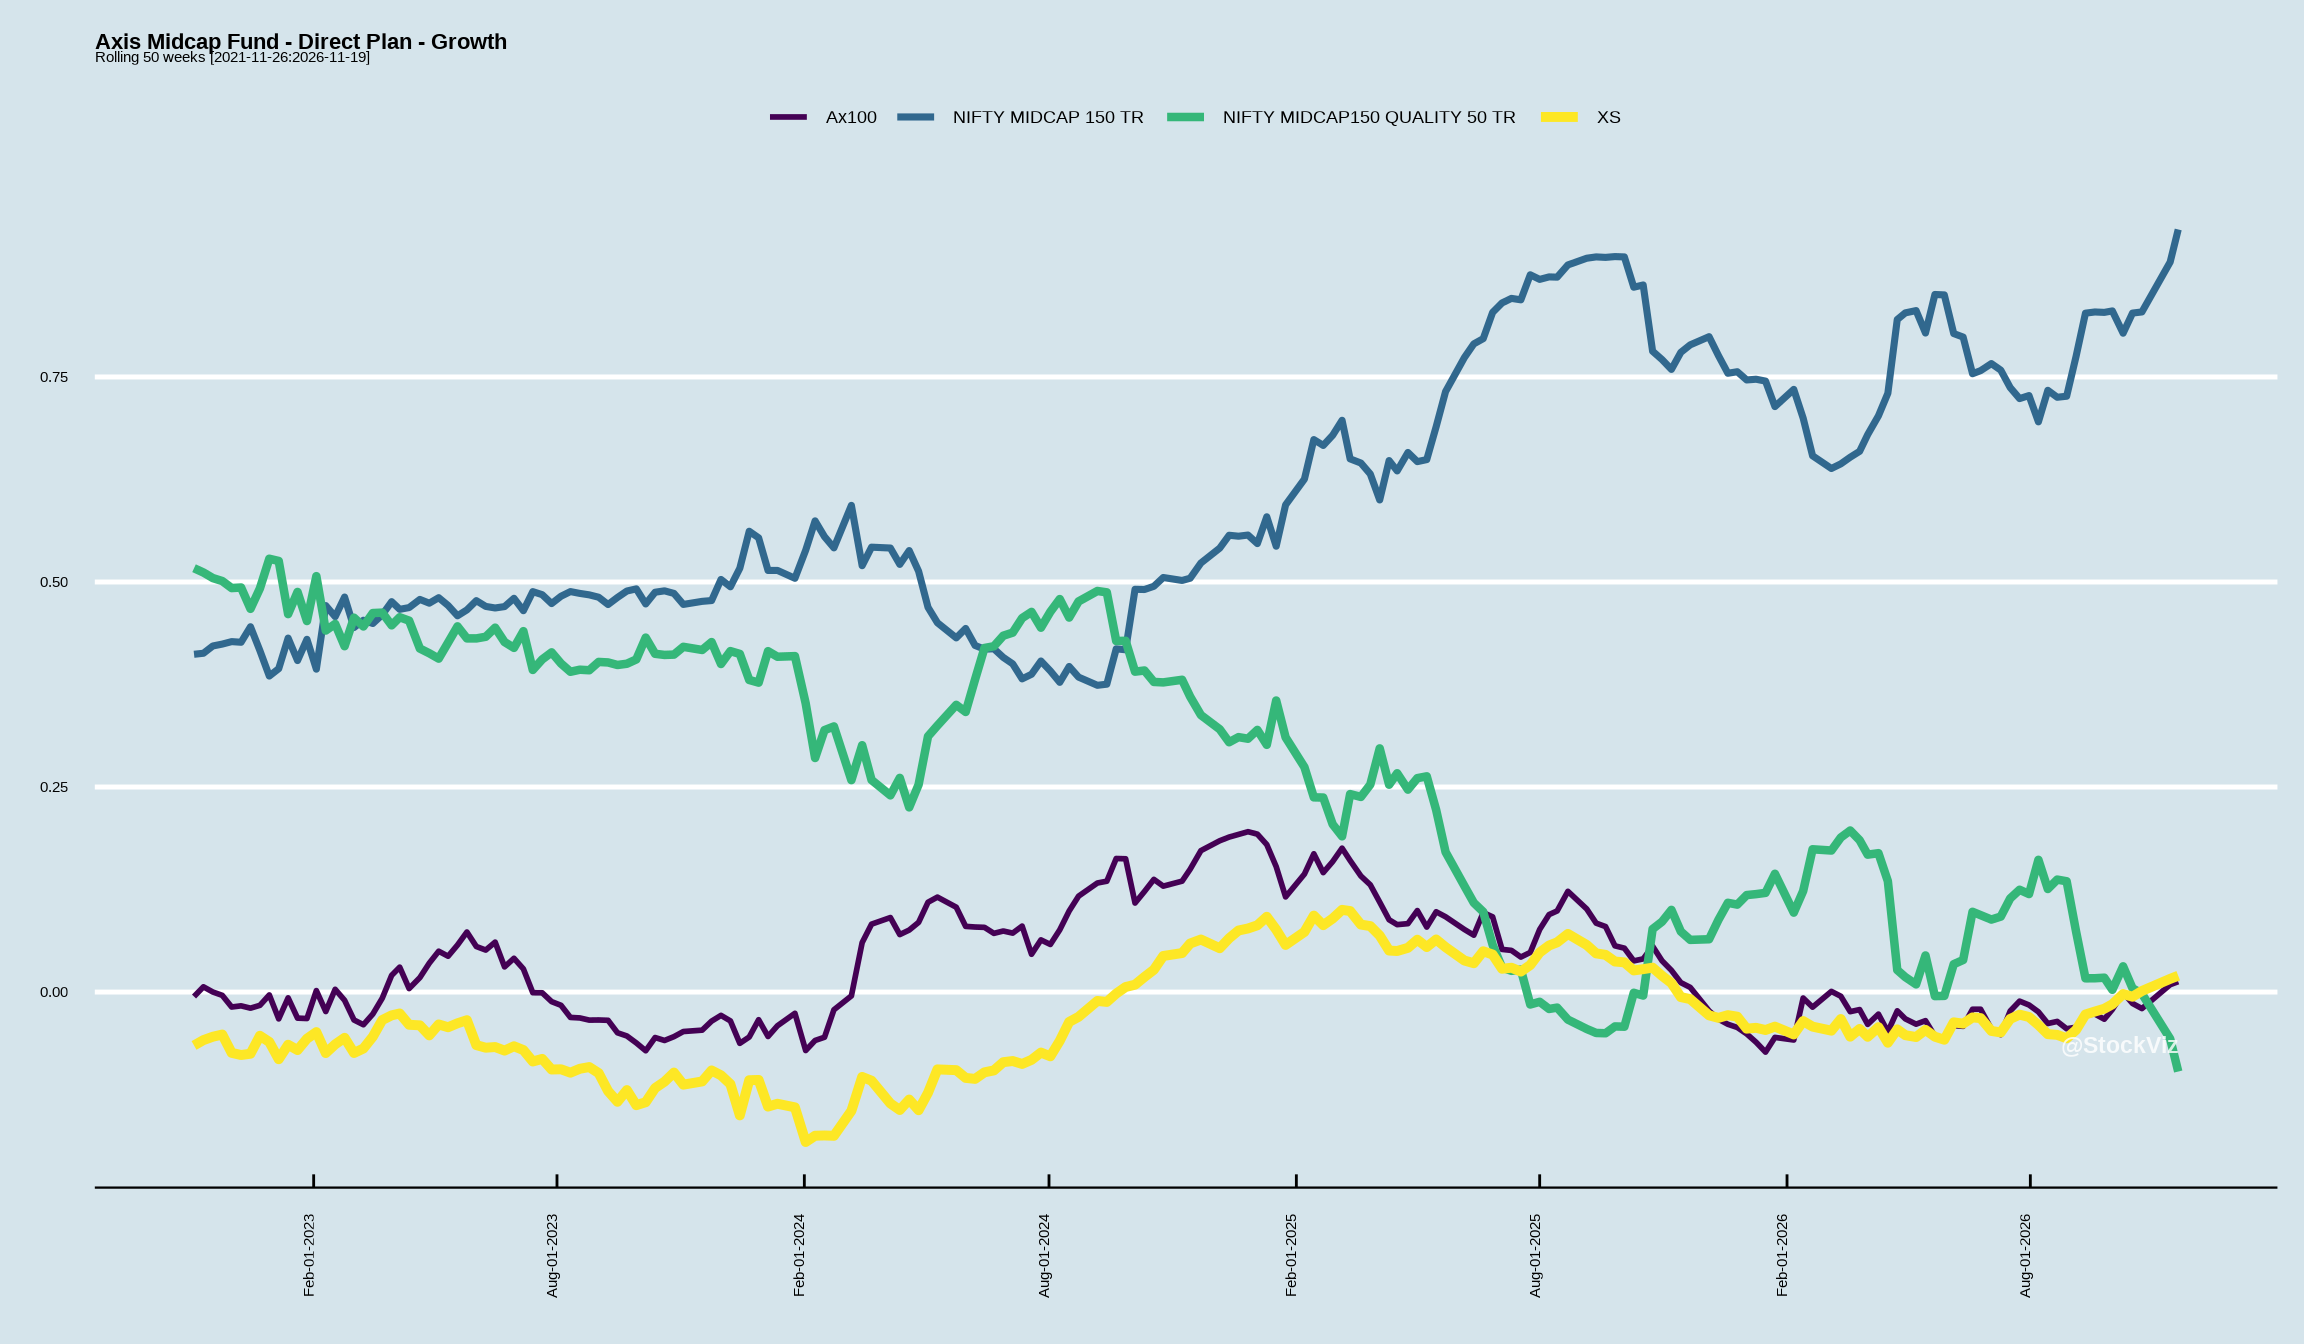 Axis Midcap Fund - Direct Plan - Growth
Rolling 50 weeks [2021-11-26:2026-11-19]
Ax100 NIFTY MIDCAP 150 TR NIFTY MIDCAP150 QUALITY 50 TR XS
0.75
0.50
0.25
0.00
@StockViz
Feb-01-2023 Aug-01-2023 Feb-01-2024 Aug-01-2024 Feb-01-2025 Aug-01-2025 Feb-01-2026 Aug-01-2026